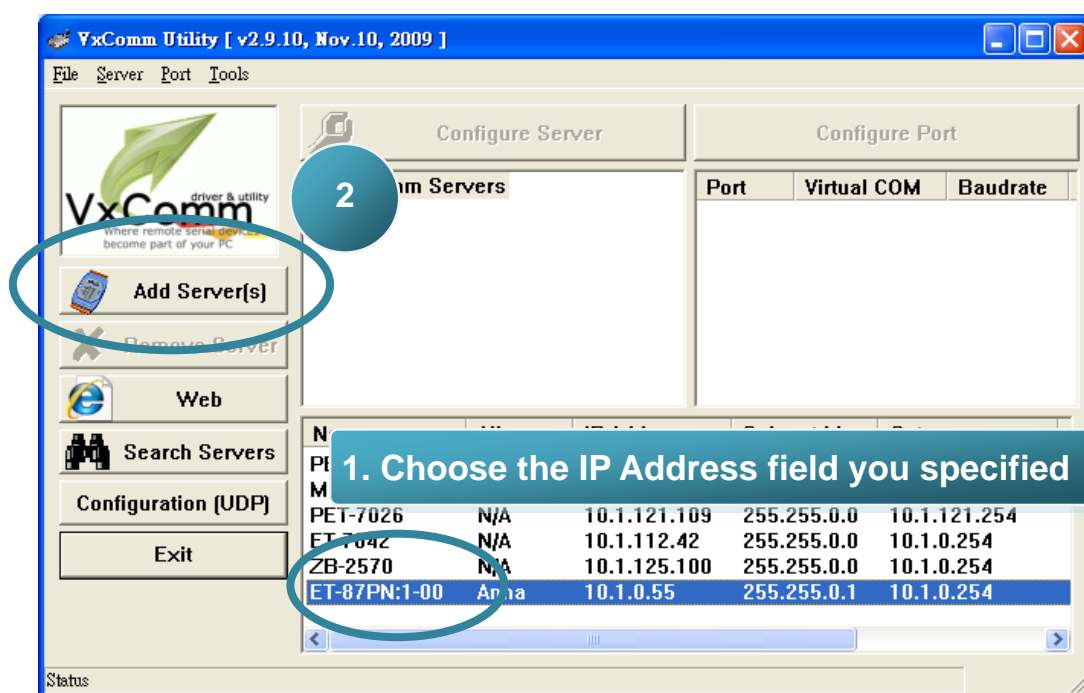 VxComm Utility [ v2.9.10, Nov.10, 2009 ]
File Server Port Tools
driver & utility
VxComm
Where remote serial devices
become part of your PC
Configure Server
Configure Port
2
Servers
Port Virtual COM Baudrate
Add Server(s)
Remove Server
Web
Search Servers
Configuration (UDP)
Exit
1. Choose the IP Address field you specified
PET-7026 N/A 10.1.121.109 255.255.0.0 10.1.121.254
ET-7042 N/A 10.1.112.42 255.255.0.0 10.1.0.254
ZB-2570 N/A 10.1.125.100 255.255.0.0 10.1.0.254
ET-87PN:1-00 Anna 10.1.0.55 255.255.0.1 10.1.0.254
Status